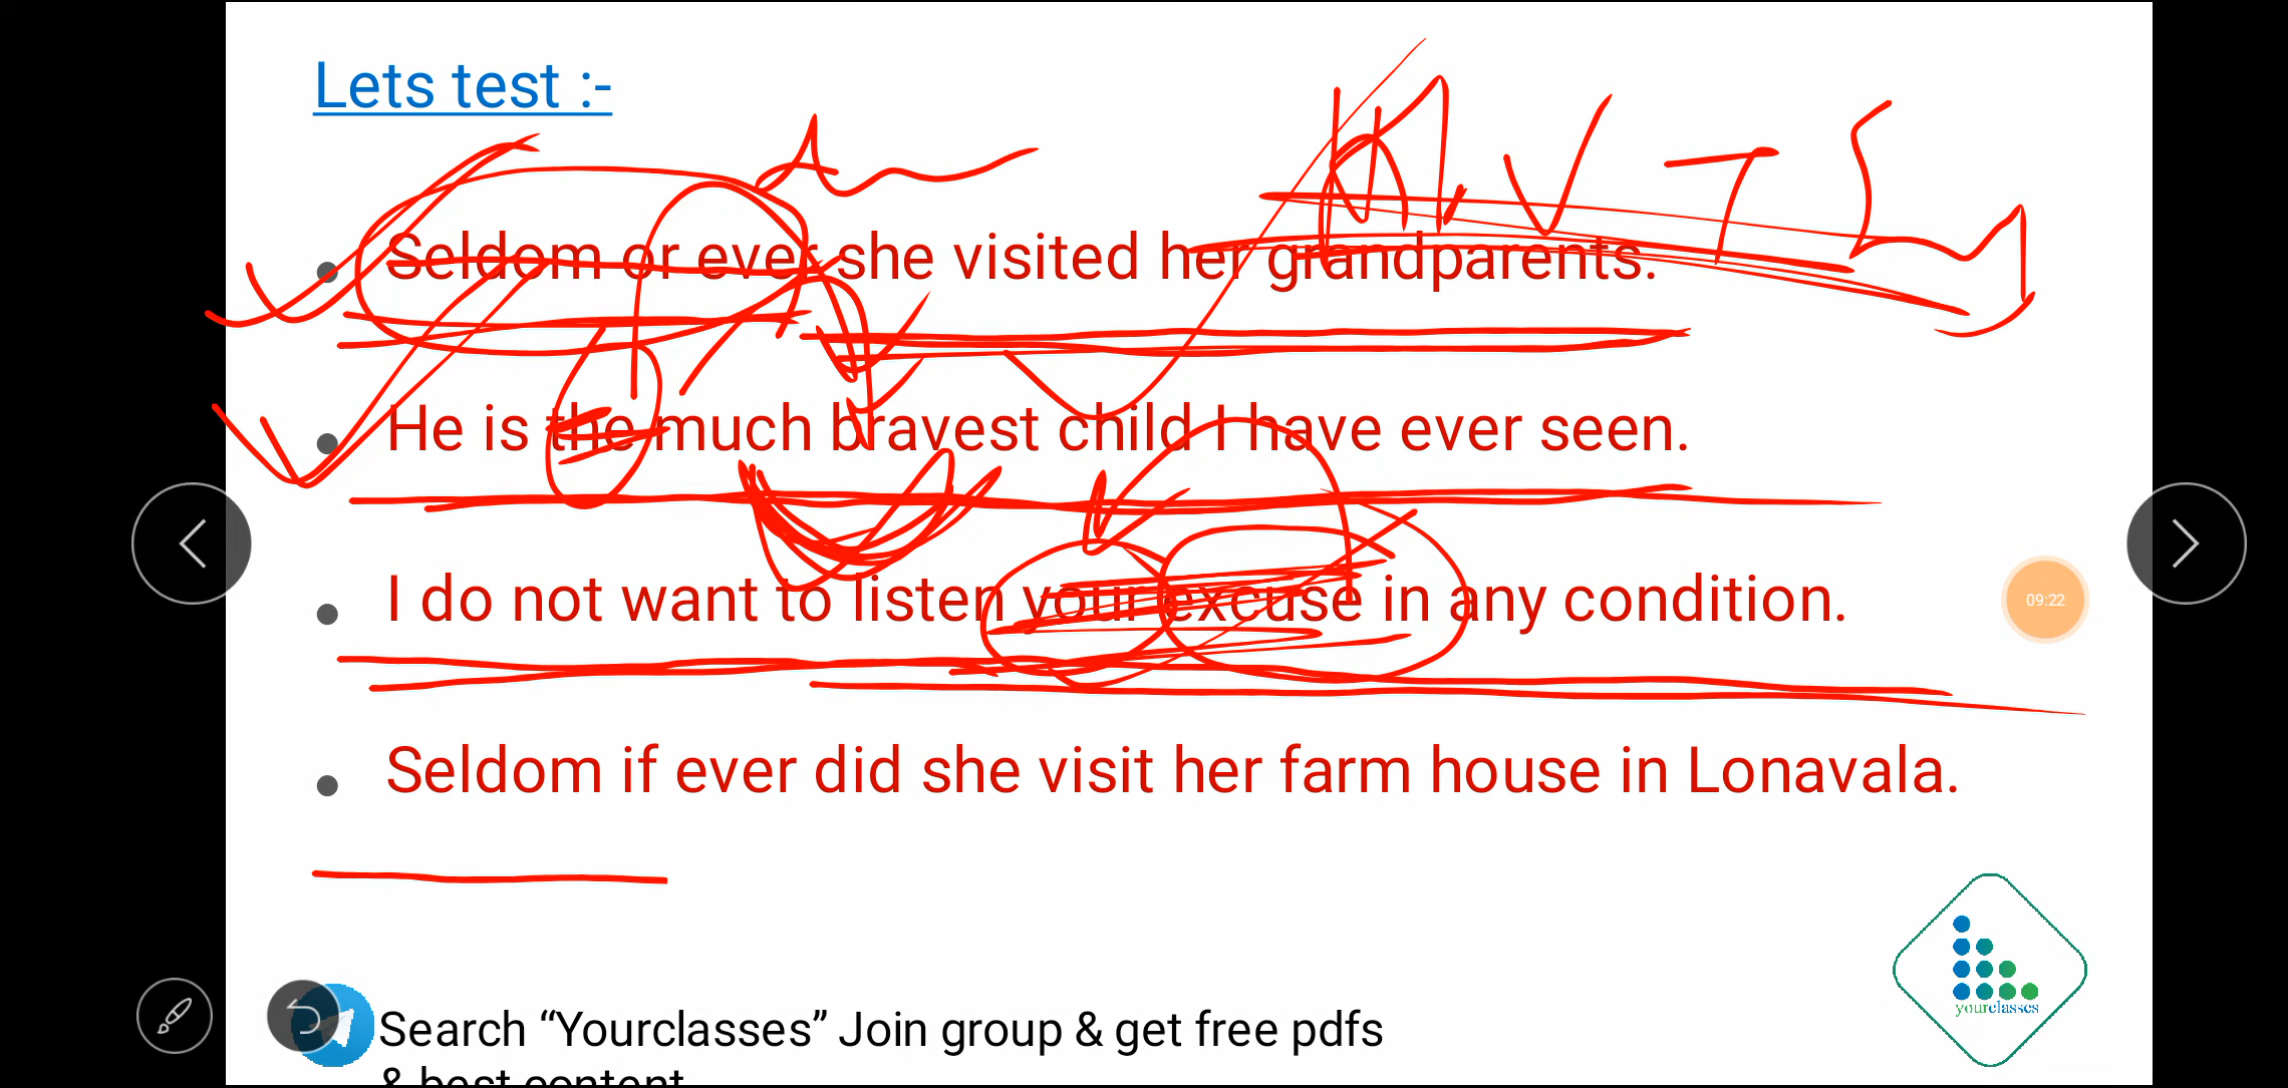 Lets test :-
H.V T S
Seldom or ever she visited her grandparents.
He is the much bravest child I have ever seen.
I do not want to listen your excuse in any condition.
09:22
Seldom if ever did she visit her farm house in Lonavala.
yourclasses
Search “Yourclasses” Join group & get free pdfs
& best content